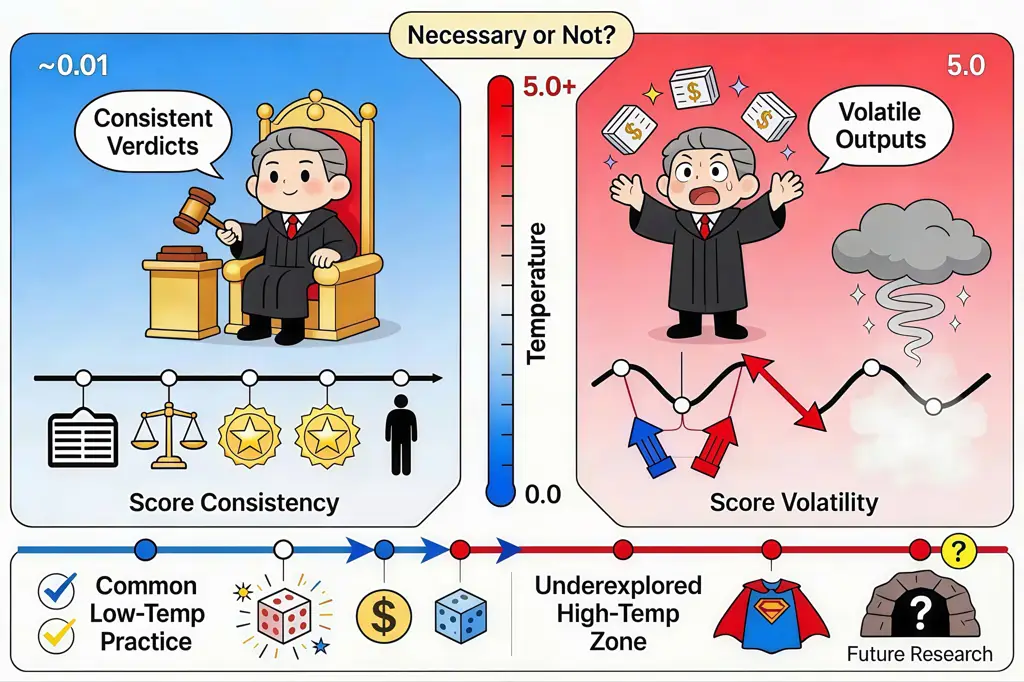 Necessary or Not?
~0.01
Consistent
Verdicts
Score Consistency
5.0+
Temperature
0.0
5.0
$
$
$
Volatile
Outputs
Score Volatility
Common
Low-Temp
Practice
$
Underexplored
High-Temp
Zone
?
?
Future Research